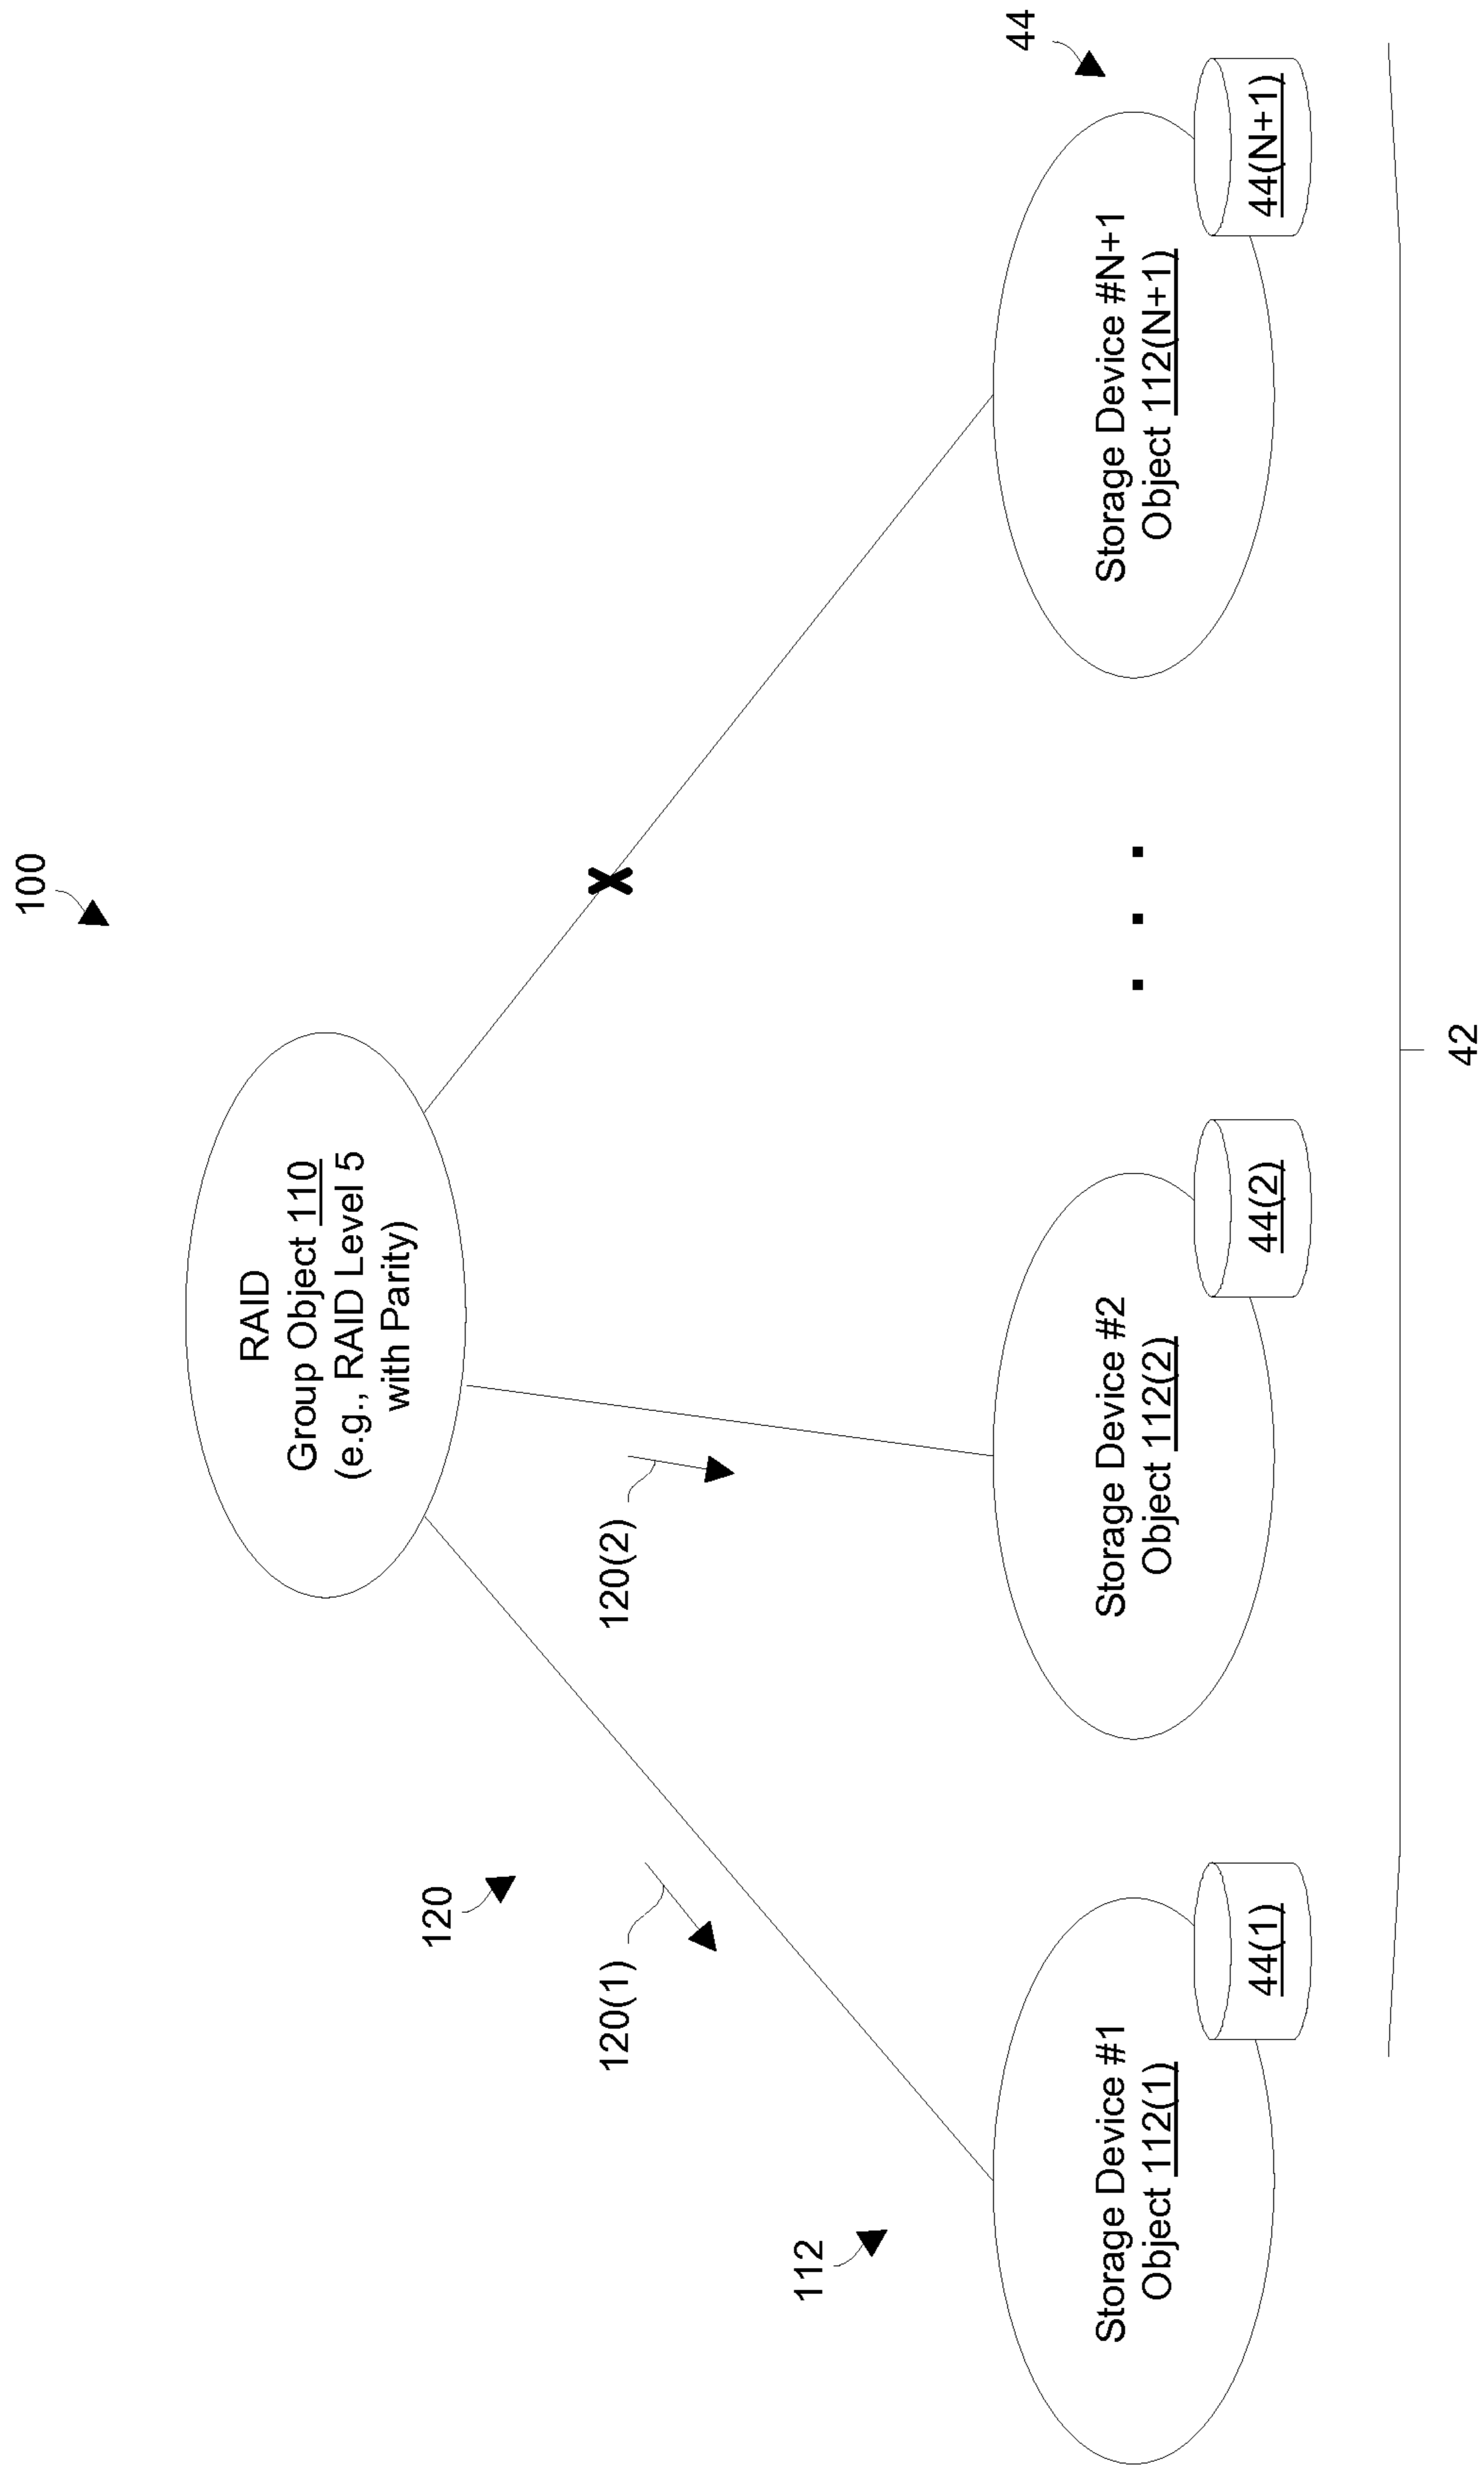 100
RAID
Group Object 110
(e.g., RAID Level 5
with Parity)
120
120(1)
120(2)
112
44
Storage Device #1
Object 112(1)
44(1)
Storage Device #2
Object 112(2)
44(2)
. . .
Storage Device #N+1
Object 112(N+1)
44(N+1)
42